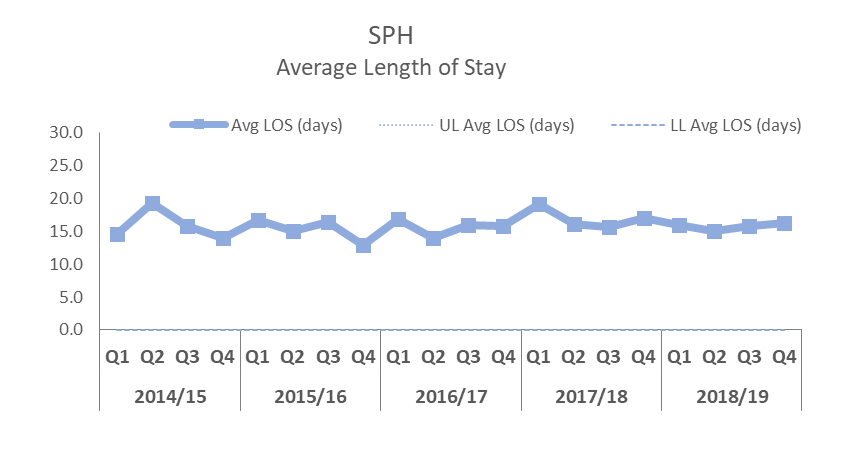 SPH
Average Length of Stay
Avg LOS (days) UL Avg LOS (days) LL Avg LOS (days)
30.0
25.0
20.0
15.0
10.0
5.0
0.0
Q1 Q2 Q3 Q4 Q1 Q2 Q3 Q4 Q1 Q2 Q3 Q4 Q1 Q2 Q3 Q4 Q1 Q2 Q3 Q4
2014/15 2015/16 2016/17 2017/18 2018/19